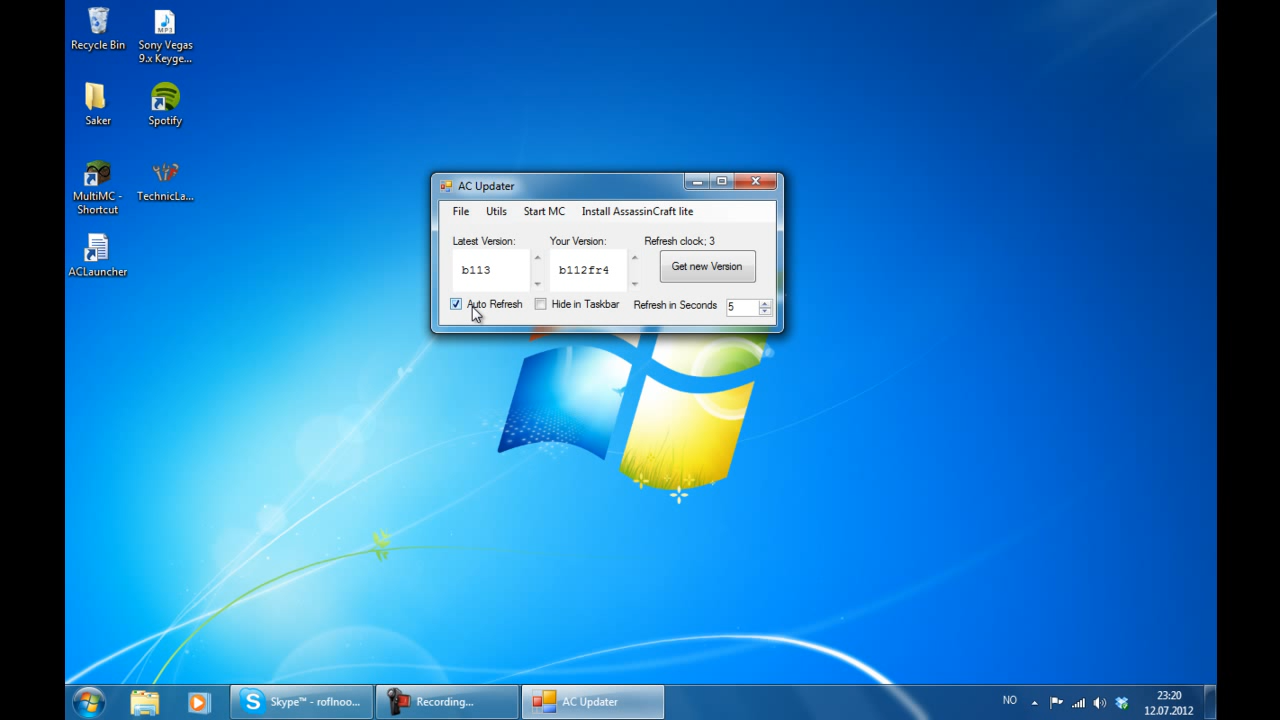 Recycle Bin
Sony Vegas
9.x Keyge...
MP3
Saker
Spotify
MultiMC -
Shortcut
TechnicLa...
ACLauncher
AC Updater
File Utils Start MC Install AssassinCraft lite
Latest Version: Your Version: Refresh clock; 3
b113 b112fr4 Get new Version
Auto Refresh Hide in Taskbar Refresh in Seconds 5
Skype™ - roflnoo... Recording... AC Updater NO 23:20
12.07.2012